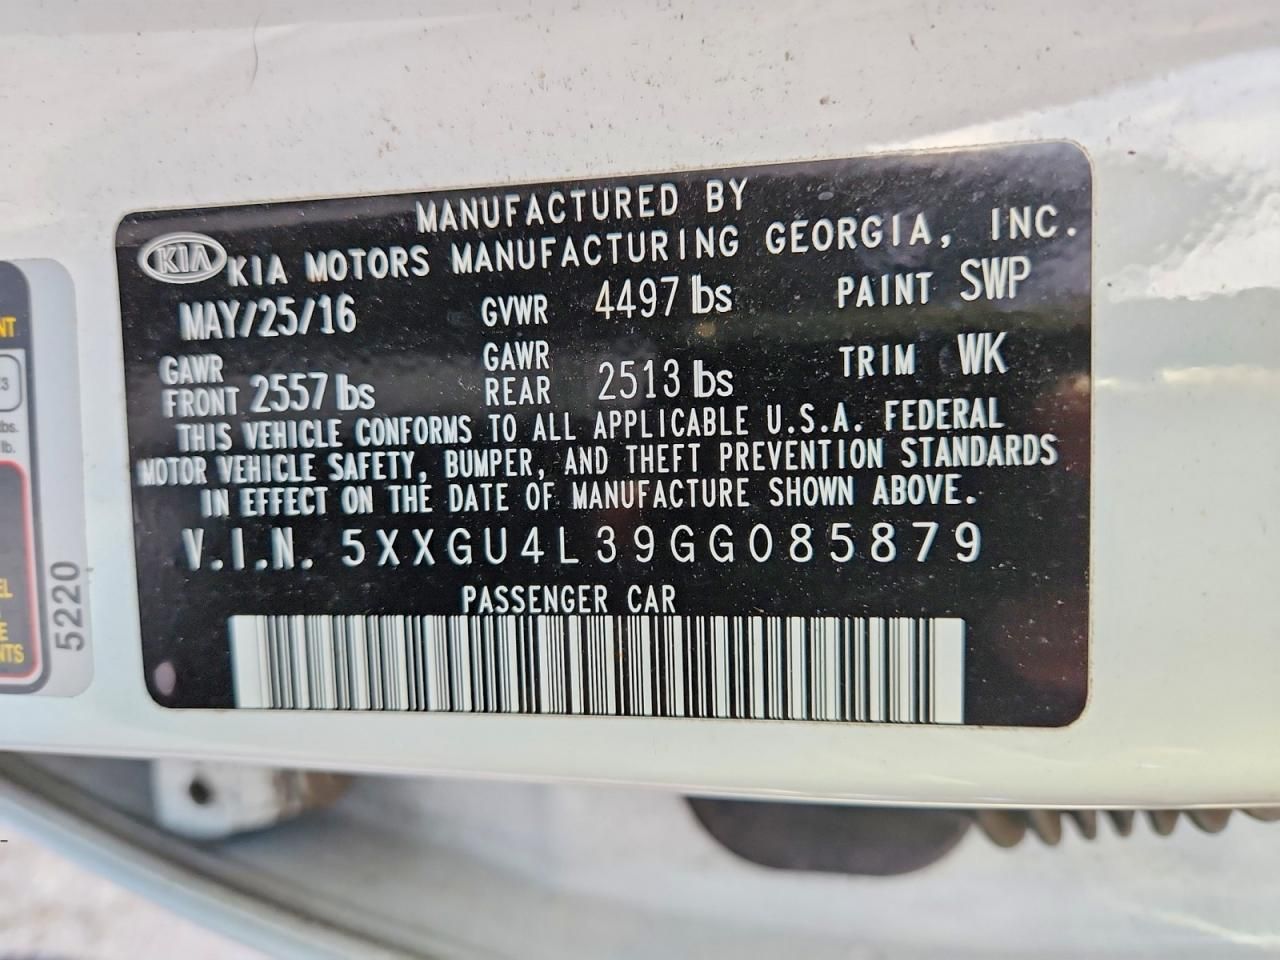 MANUFACTURED BY
KIA KIA MOTORS MANUFACTURING GEORGIA, INC.
MAY/25/16 GVWR 4497 lbs PAINT SWP
GAWR FRONT 2557 lbs GAWR REAR 2513 lbs TRIM WK
THIS VEHICLE CONFORMS TO ALL APPLICABLE U.S.A. FEDERAL
MOTOR VEHICLE SAFETY, BUMPER, AND THEFT PREVENTION STANDARDS
IN EFFECT ON THE DATE OF MANUFACTURE SHOWN ABOVE.
V.I.N. 5XXGU4L39GG085879
PASSENGER CAR
5220